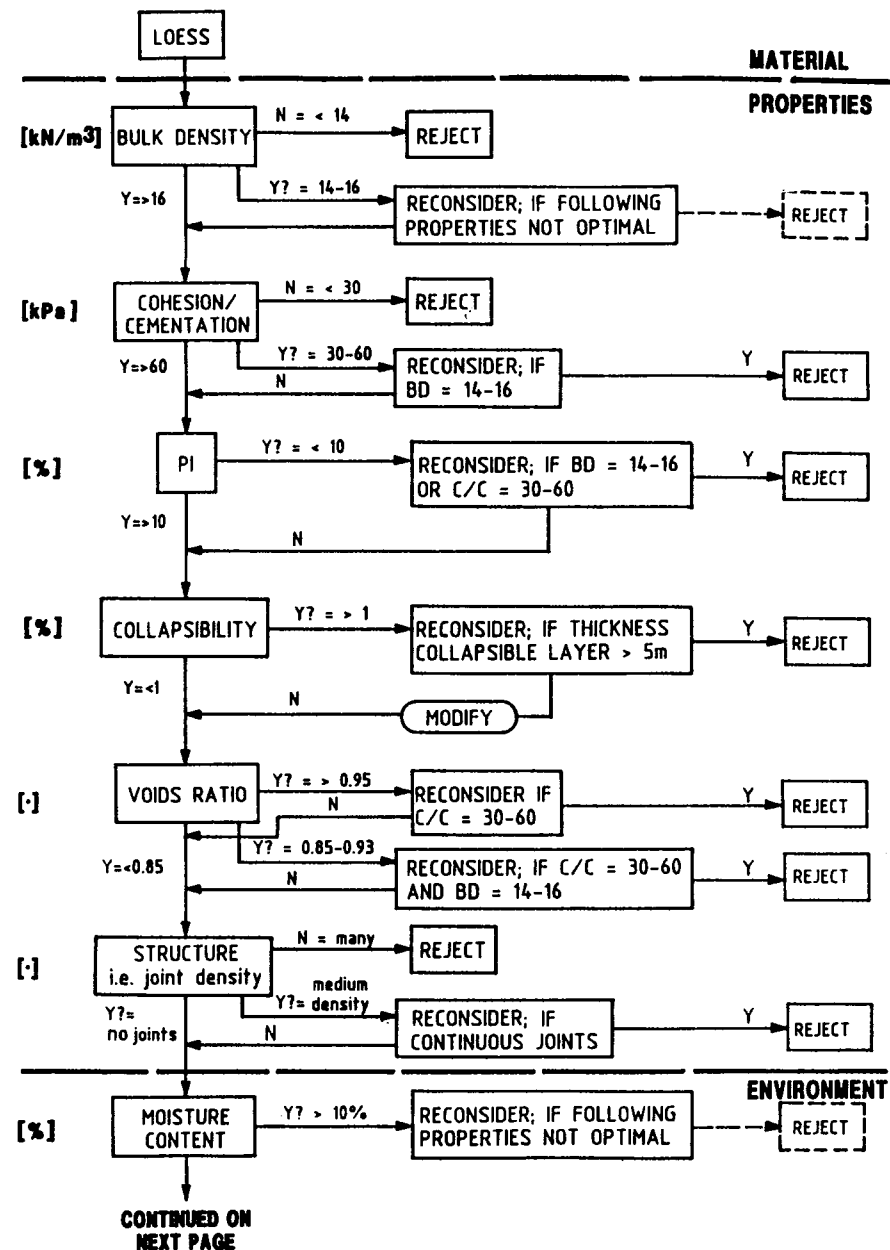 LOESS
MATERIAL
PROPERTIES
[kN/m³]
BULK DENSITY
N = < 14
REJECT
Y=>16
Y? = 14-16
RECONSIDER; IF FOLLOWING
PROPERTIES NOT OPTIMAL
REJECT
[kPa]
COHESION/
CEMENTATION
N = < 30
REJECT
Y=>60
Y? = 30-60
N
RECONSIDER; IF
BD = 14-16
Y
REJECT
[%]
PI
Y? = < 10
RECONSIDER; IF BD = 14-16
OR C/C = 30-60
Y
REJECT
Y=>10
N
[%]
COLLAPSIBILITY
Y? = > 1
RECONSIDER; IF THICKNESS
COLLAPSIBLE LAYER > 5m
Y
REJECT
Y=<1
N
MODIFY
[·]
VOIDS RATIO
Y? = > 0.95
N
RECONSIDER IF
C/C = 30-60
Y
REJECT
Y=<0.85
Y? = 0.85-0.93
N
RECONSIDER; IF C/C = 30-60
AND BD = 14-16
Y
REJECT
[·]
STRUCTURE
i.e. joint density
N = many
REJECT
Y?=
no joints
medium
Y?= density
N
RECONSIDER; IF
CONTINUOUS JOINTS
Y
REJECT
ENVIRONMENT
[%]
MOISTURE
CONTENT
Y? > 10%
RECONSIDER; IF FOLLOWING
PROPERTIES NOT OPTIMAL
REJECT
CONTINUED ON
NEXT PAGE